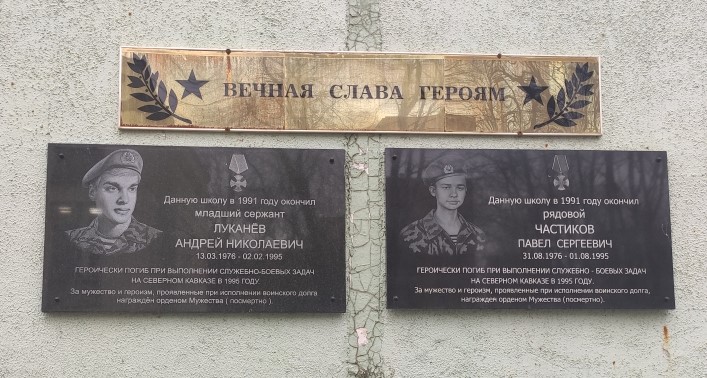 ВЕЧНАЯ СЛАВА ГЕРОЯМ
Данную школу в 1991 году окончил
младший сержант
ЛУКАНЁВ
АНДРЕЙ НИКОЛАЕВИЧ
13.03.1976 - 02.02.1995
ГЕРОИЧЕСКИ ПОГИБ ПРИ ВЫПОЛНЕНИИ СЛУЖЕБНО-БОЕВЫХ ЗАДАЧ
НА СЕВЕРНОМ КАВКАЗЕ В 1995 ГОДУ.
За мужество и героизм, проявленные при исполнении воинского долга,
награждён орденом Мужества ( посмертно ).
Данную школу в 1991 году окончил
рядовой
ЧАСТИКОВ
ПАВЕЛ СЕРГЕЕВИЧ
31.08.1976 - 01.08.1995
ГЕРОИЧЕСКИ ПОГИБ ПРИ ВЫПОЛНЕНИИ СЛУЖЕБНО - БОЕВЫХ ЗАДАЧ
НА СЕВЕРНОМ КАВКАЗЕ В 1995 ГОДУ.
За мужество и героизм, проявленные при исполнении воинского долга,
награждея орденом Мужества (посмертно).